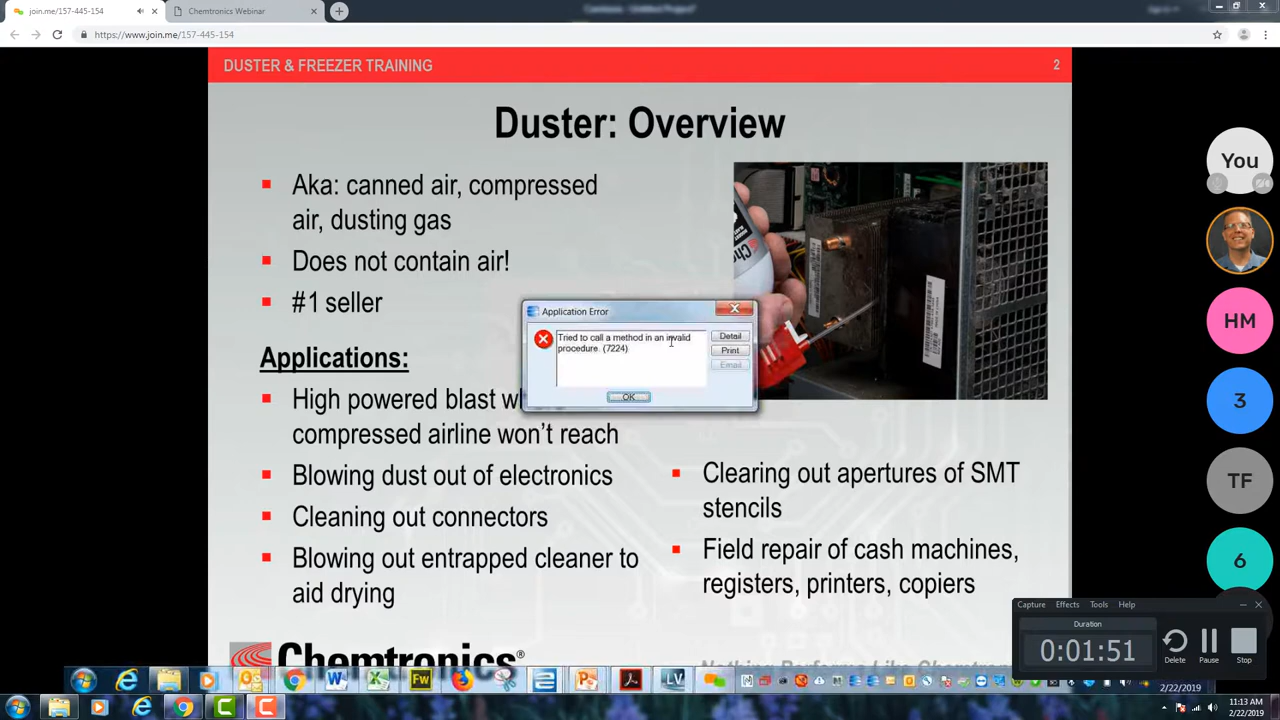 join.me/157-445-154
Chemtronics Webinar
https://www.join.me/157-445-154
DUSTER & FREEZER TRAINING
2
Duster: Overview
Aka: canned air, compressed
air, dusting gas
Does not contain air!
#1 seller
Applications:
High powered blast w
compressed airline won't reach
Blowing dust out of electronics
Cleaning out connectors
Blowing out entrapped cleaner to
aid drying
Clearing out apertures of SMT
stencils
Field repair of cash machines,
registers, printers, copiers
Application Error
Tried to call a method in an invalid
procedure. (7224)
Detail
Print
Email
OK
You
HM
3
TF
6
Capture Effects Tools Help
Duration
0:01:51
Delete
Pause
Stop
Chemtronics®
Nothing Performs Like Chemtron
2/22/2019
11:13 AM
2/22/2019